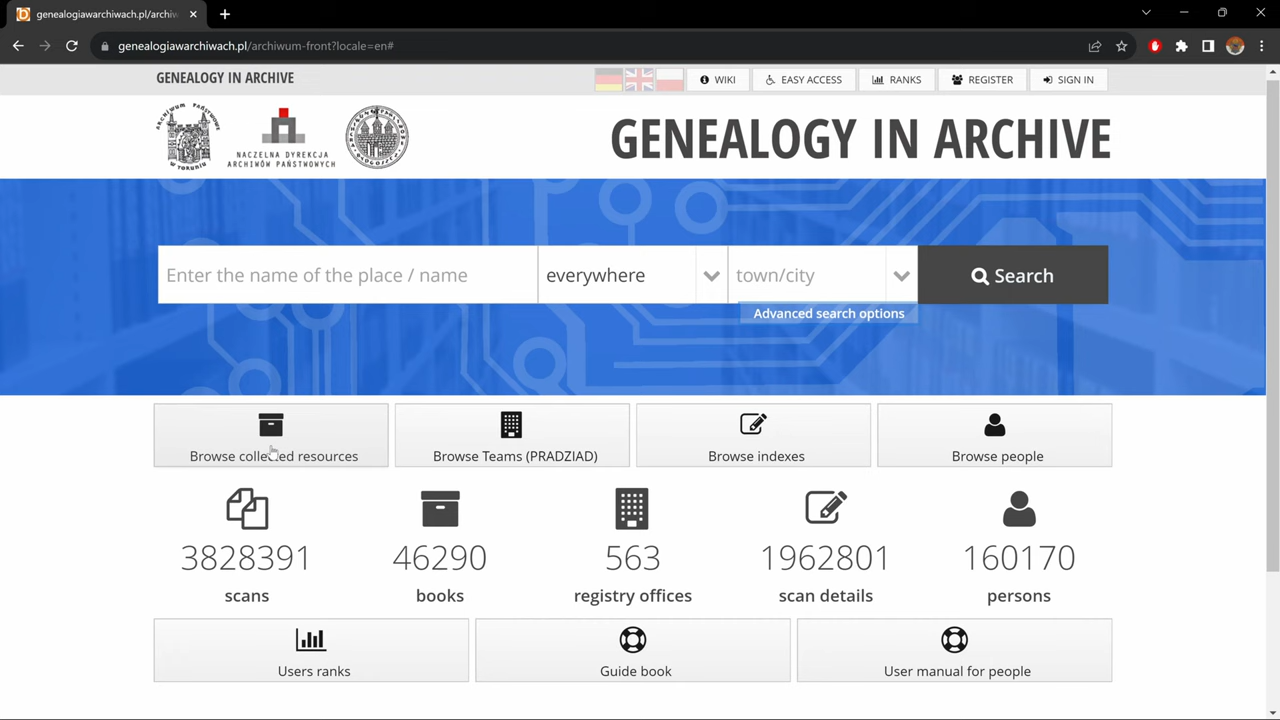 genealogiawarchiwach.pl/archiw
genealogiawarchiwach.pl/archiwum-front?locale=en#
GENEALOGY IN ARCHIVE
WIKI
EASY ACCESS
RANKS
REGISTER
SIGN IN
NACZELNA DYREKCJA
ARCHIWÓW PAŃSTWOWYCH
GENEALOGY IN ARCHIVE
Enter the name of the place / name
everywhere
town/city
Search
Advanced search options
Browse collected resources
Browse Teams (PRADZIAD)
Browse indexes
Browse people
3828391
46290
563
1962801
160170
scans
books
registry offices
scan details
persons
Users ranks
Guide book
User manual for people